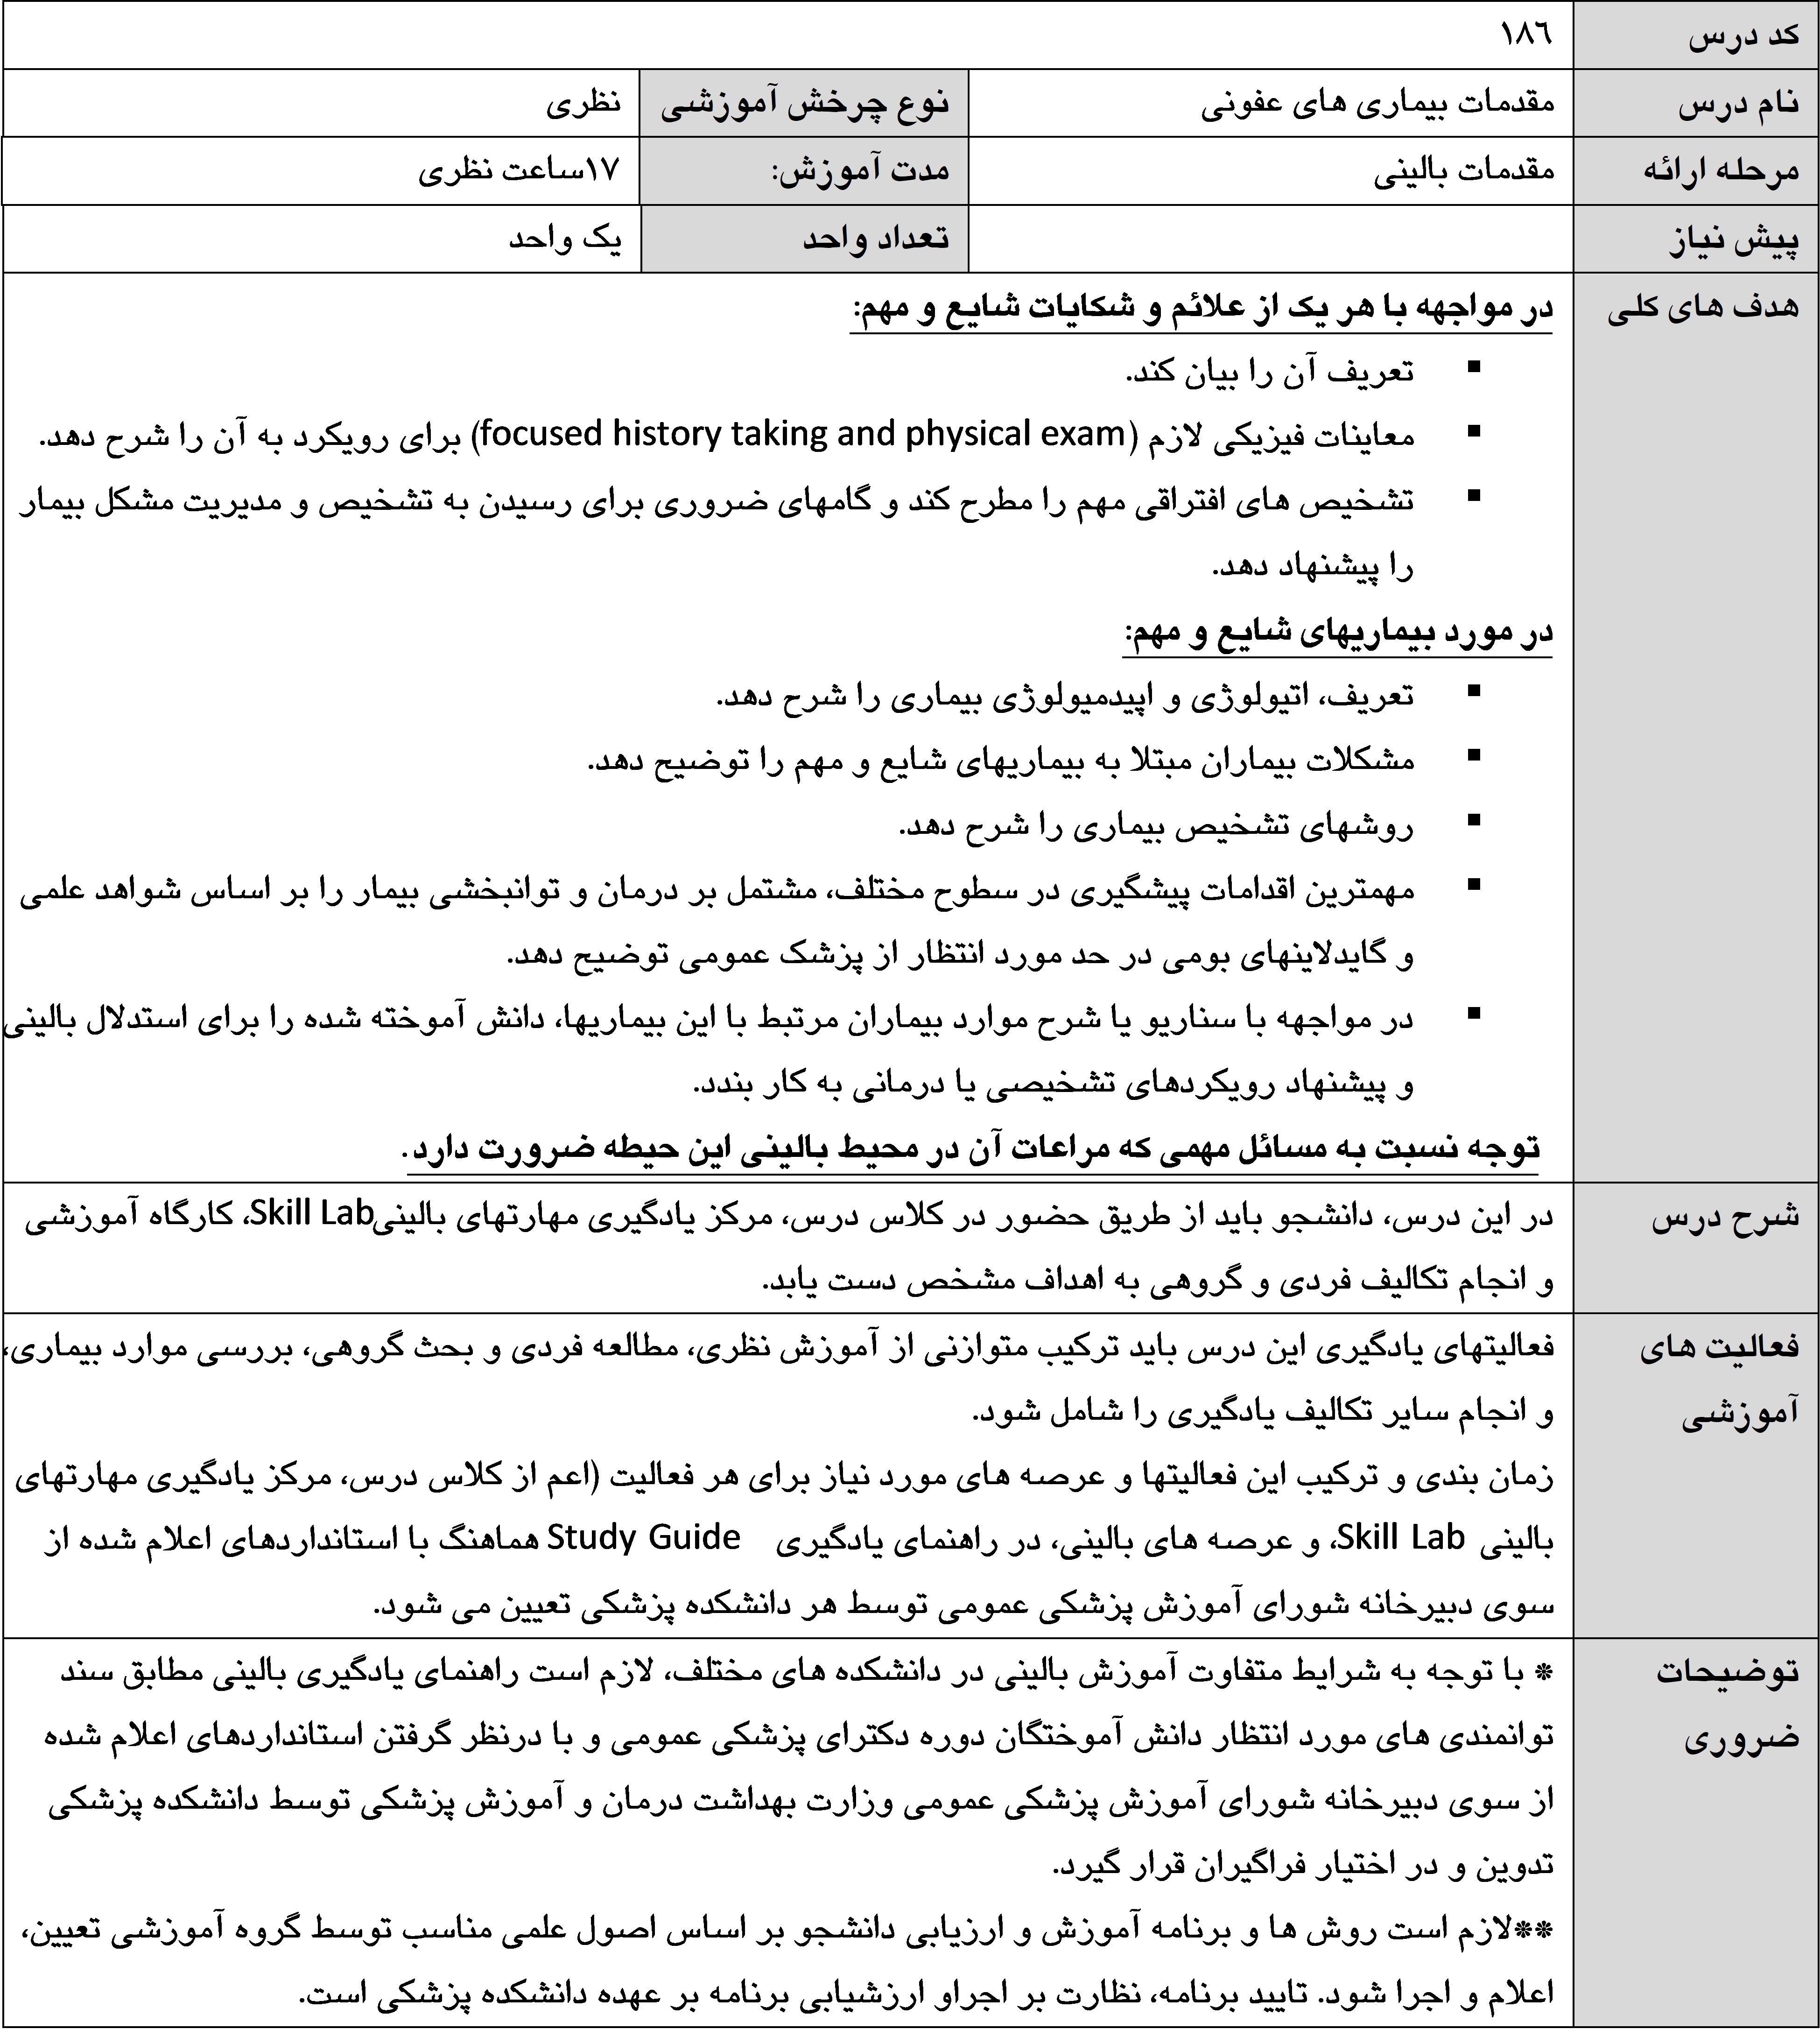 کد درس ۱۸۶
نام درس مقدمات بیماری های عفونی نوع چرخش آموزشی نظری
مرحله ارائه مقدمات بالینی مدت آموزش: ۱۷ساعت نظری
پیش نیاز تعداد واحد یک واحد
هدف های کلی در مواجهه با هر یک از علائم و شکایات شایع و مهم:
▪ تعریف آن را بیان کند.
▪ معاینات فیزیکی لازم (focused history taking and physical exam) برای رویکرد به آن را شرح دهد.
▪ تشخیص های افتراقی مهم را مطرح کند و گامهای ضروری برای رسیدن به تشخیص و مدیریت مشکل بیمار
را پیشنهاد دهد.
در مورد بیماریهای شایع و مهم:
▪ تعریف، اتیولوژی و اپیدمیولوژی بیماری را شرح دهد.
▪ مشکلات بیماران مبتلا به بیماریهای شایع و مهم را توضیح دهد.
▪ روشهای تشخیص بیماری را شرح دهد.
▪ مهمترین اقدامات پیشگیری در سطوح مختلف، مشتمل بر درمان و توانبخشی بیمار را بر اساس شواهد علمی
و گایدلاینهای بومی در حد مورد انتظار از پزشک عمومی توضیح دهد.
▪ در مواجهه با سناریو یا شرح موارد بیماران مرتبط با این بیماریها، دانش آموخته شده را برای استدلال بالینی
و پیشنهاد رویکردهای تشخیصی یا درمانی به کار بندد.
توجه نسبت به مسائل مهمی که مراعات آن در محیط بالینی این حیطه ضرورت دارد.
شرح درس در این درس، دانشجو باید از طریق حضور در کلاس درس، مرکز یادگیری مهارتهای بالینیSkill Lab، کارگاه آموزشی
و انجام تکالیف فردی و گروهی به اهداف مشخص دست یابد.
فعالیت های فعالیتهای یادگیری این درس باید ترکیب متوازنی از آموزش نظری، مطالعه فردی و بحث گروهی، بررسی موارد بیماری،
آموزشی و انجام سایر تکالیف یادگیری را شامل شود.
زمان بندی و ترکیب این فعالیتها و عرصه های مورد نیاز برای هر فعالیت (اعم از کلاس درس، مرکز یادگیری مهارتهای
بالینی Skill Lab، و عرصه های بالینی، در راهنمای یادگیری Study Guide هماهنگ با استانداردهای اعلام شده از
سوی دبیرخانه شورای آموزش پزشکی عمومی توسط هر دانشکده پزشکی تعیین می شود.
توضیحات * با توجه به شرایط متفاوت آموزش بالینی در دانشکده های مختلف، لازم است راهنمای یادگیری بالینی مطابق سند
ضروری توانمندی های مورد انتظار دانش آموختگان دوره دکترای پزشکی عمومی و با درنظر گرفتن استانداردهای اعلام شده
از سوی دبیرخانه شورای آموزش پزشکی عمومی وزارت بهداشت درمان و آموزش پزشکی توسط دانشکده پزشکی
تدوین و در اختیار فراگیران قرار گیرد.
**لازم است روش ها و برنامه آموزش و ارزیابی دانشجو بر اساس اصول علمی مناسب توسط گروه آموزشی تعیین،
اعلام و اجرا شود. تایید برنامه، نظارت بر اجراو ارزشیابی برنامه بر عهده دانشکده پزشکی است.